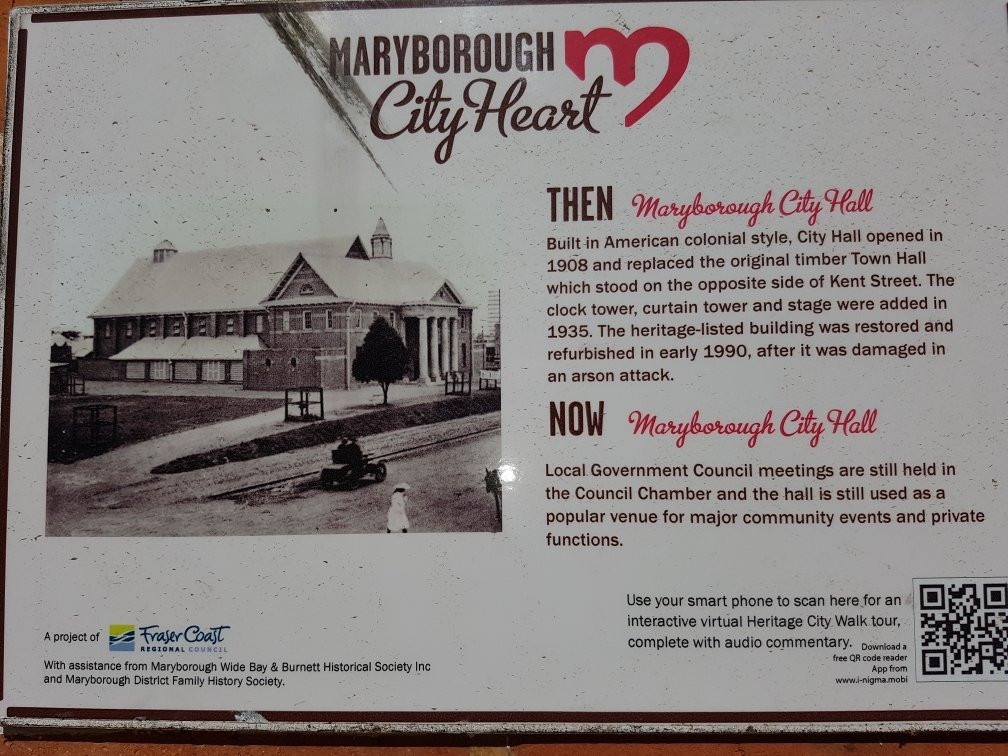 MARYBOROUGH
City Heart
THEN Maryborough City Hall
Built in American colonial style, City Hall opened in
1908 and replaced the original timber Town Hall
which stood on the opposite side of Kent Street. The
clock tower, curtain tower and stage were added in
1935. The heritage-listed building was restored and
refurbished in early 1990, after it was damaged in
an arson attack.
NOW Maryborough City Hall
Local Government Council meetings are still held in
the Council Chamber and the hall is still used as a
popular venue for major community events and private
functions.
Use your smart phone to scan here for an
interactive virtual Heritage City Walk tour,
complete with audio commentary.
Download a
free QR code reader
App from
www.i-nigma.mobi
A project of Fraser Coast
REGIONAL COUNCIL
With assistance from Maryborough Wide Bay & Burnett Historical Society Inc
and Maryborough District Family History Society.